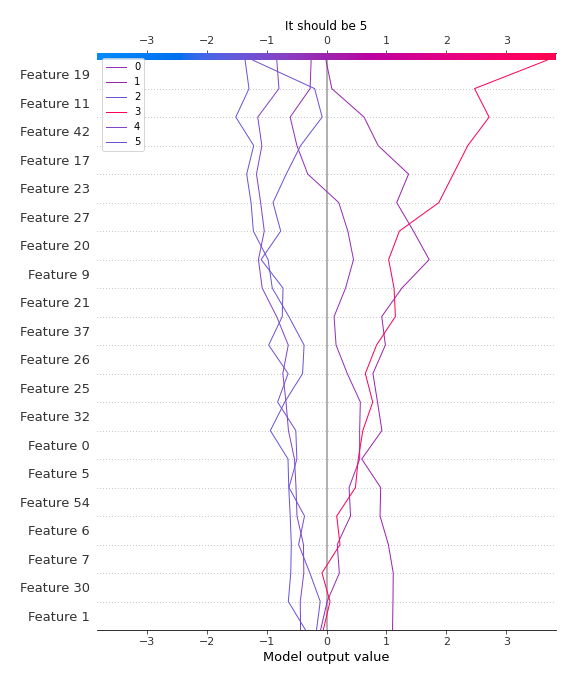 It should be 5
−3 −2 −1 0 1 2 3
0
1
2
3
4
5
Feature 19
Feature 11
Feature 42
Feature 17
Feature 23
Feature 27
Feature 20
Feature 9
Feature 21
Feature 37
Feature 26
Feature 25
Feature 32
Feature 0
Feature 5
Feature 54
Feature 6
Feature 7
Feature 30
Feature 1
−3 −2 −1 0 1 2 3
Model output value